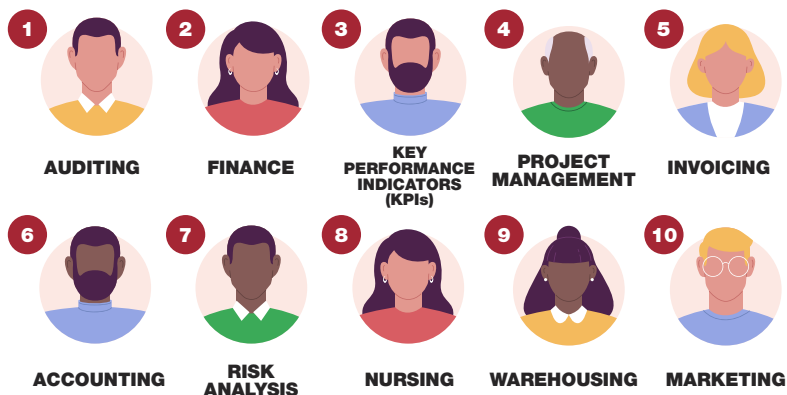 1
2
3
4
5
AUDITING
FINANCE
KEY
PERFORMANCE
INDICATORS
(KPIs)
PROJECT
MANAGEMENT
INVOICING
6
7
8
9
10
ACCOUNTING
RISK
ANALYSIS
NURSING
WAREHOUSING
MARKETING